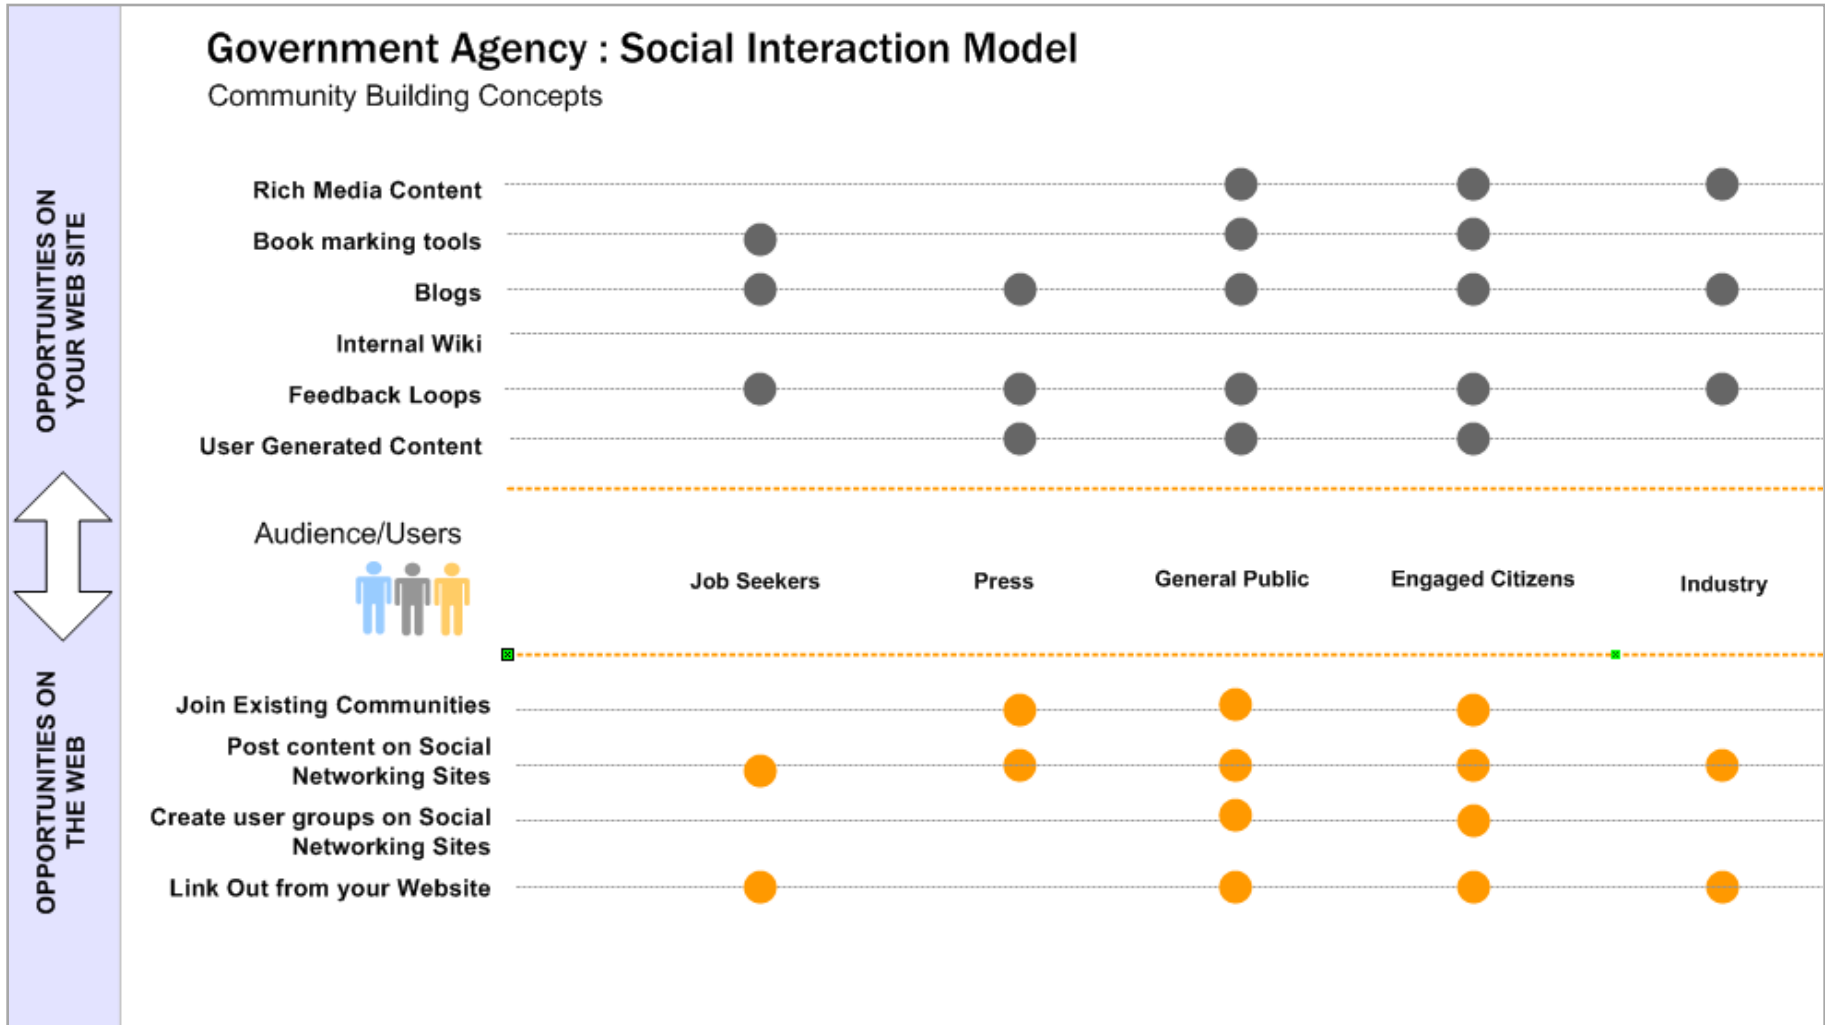 Government Agency : Social Interaction Model
Community Building Concepts
OPPORTUNITIES ON
YOUR WEB SITE
Rich Media Content
Book marking tools
Blogs
Internal Wiki
Feedback Loops
User Generated Content
Audience/Users
Job Seekers
Press
General Public
Engaged Citizens
Industry
OPPORTUNITIES ON
THE WEB
Join Existing Communities
Post content on Social
Networking Sites
Create user groups on Social
Networking Sites
Link Out from your Website